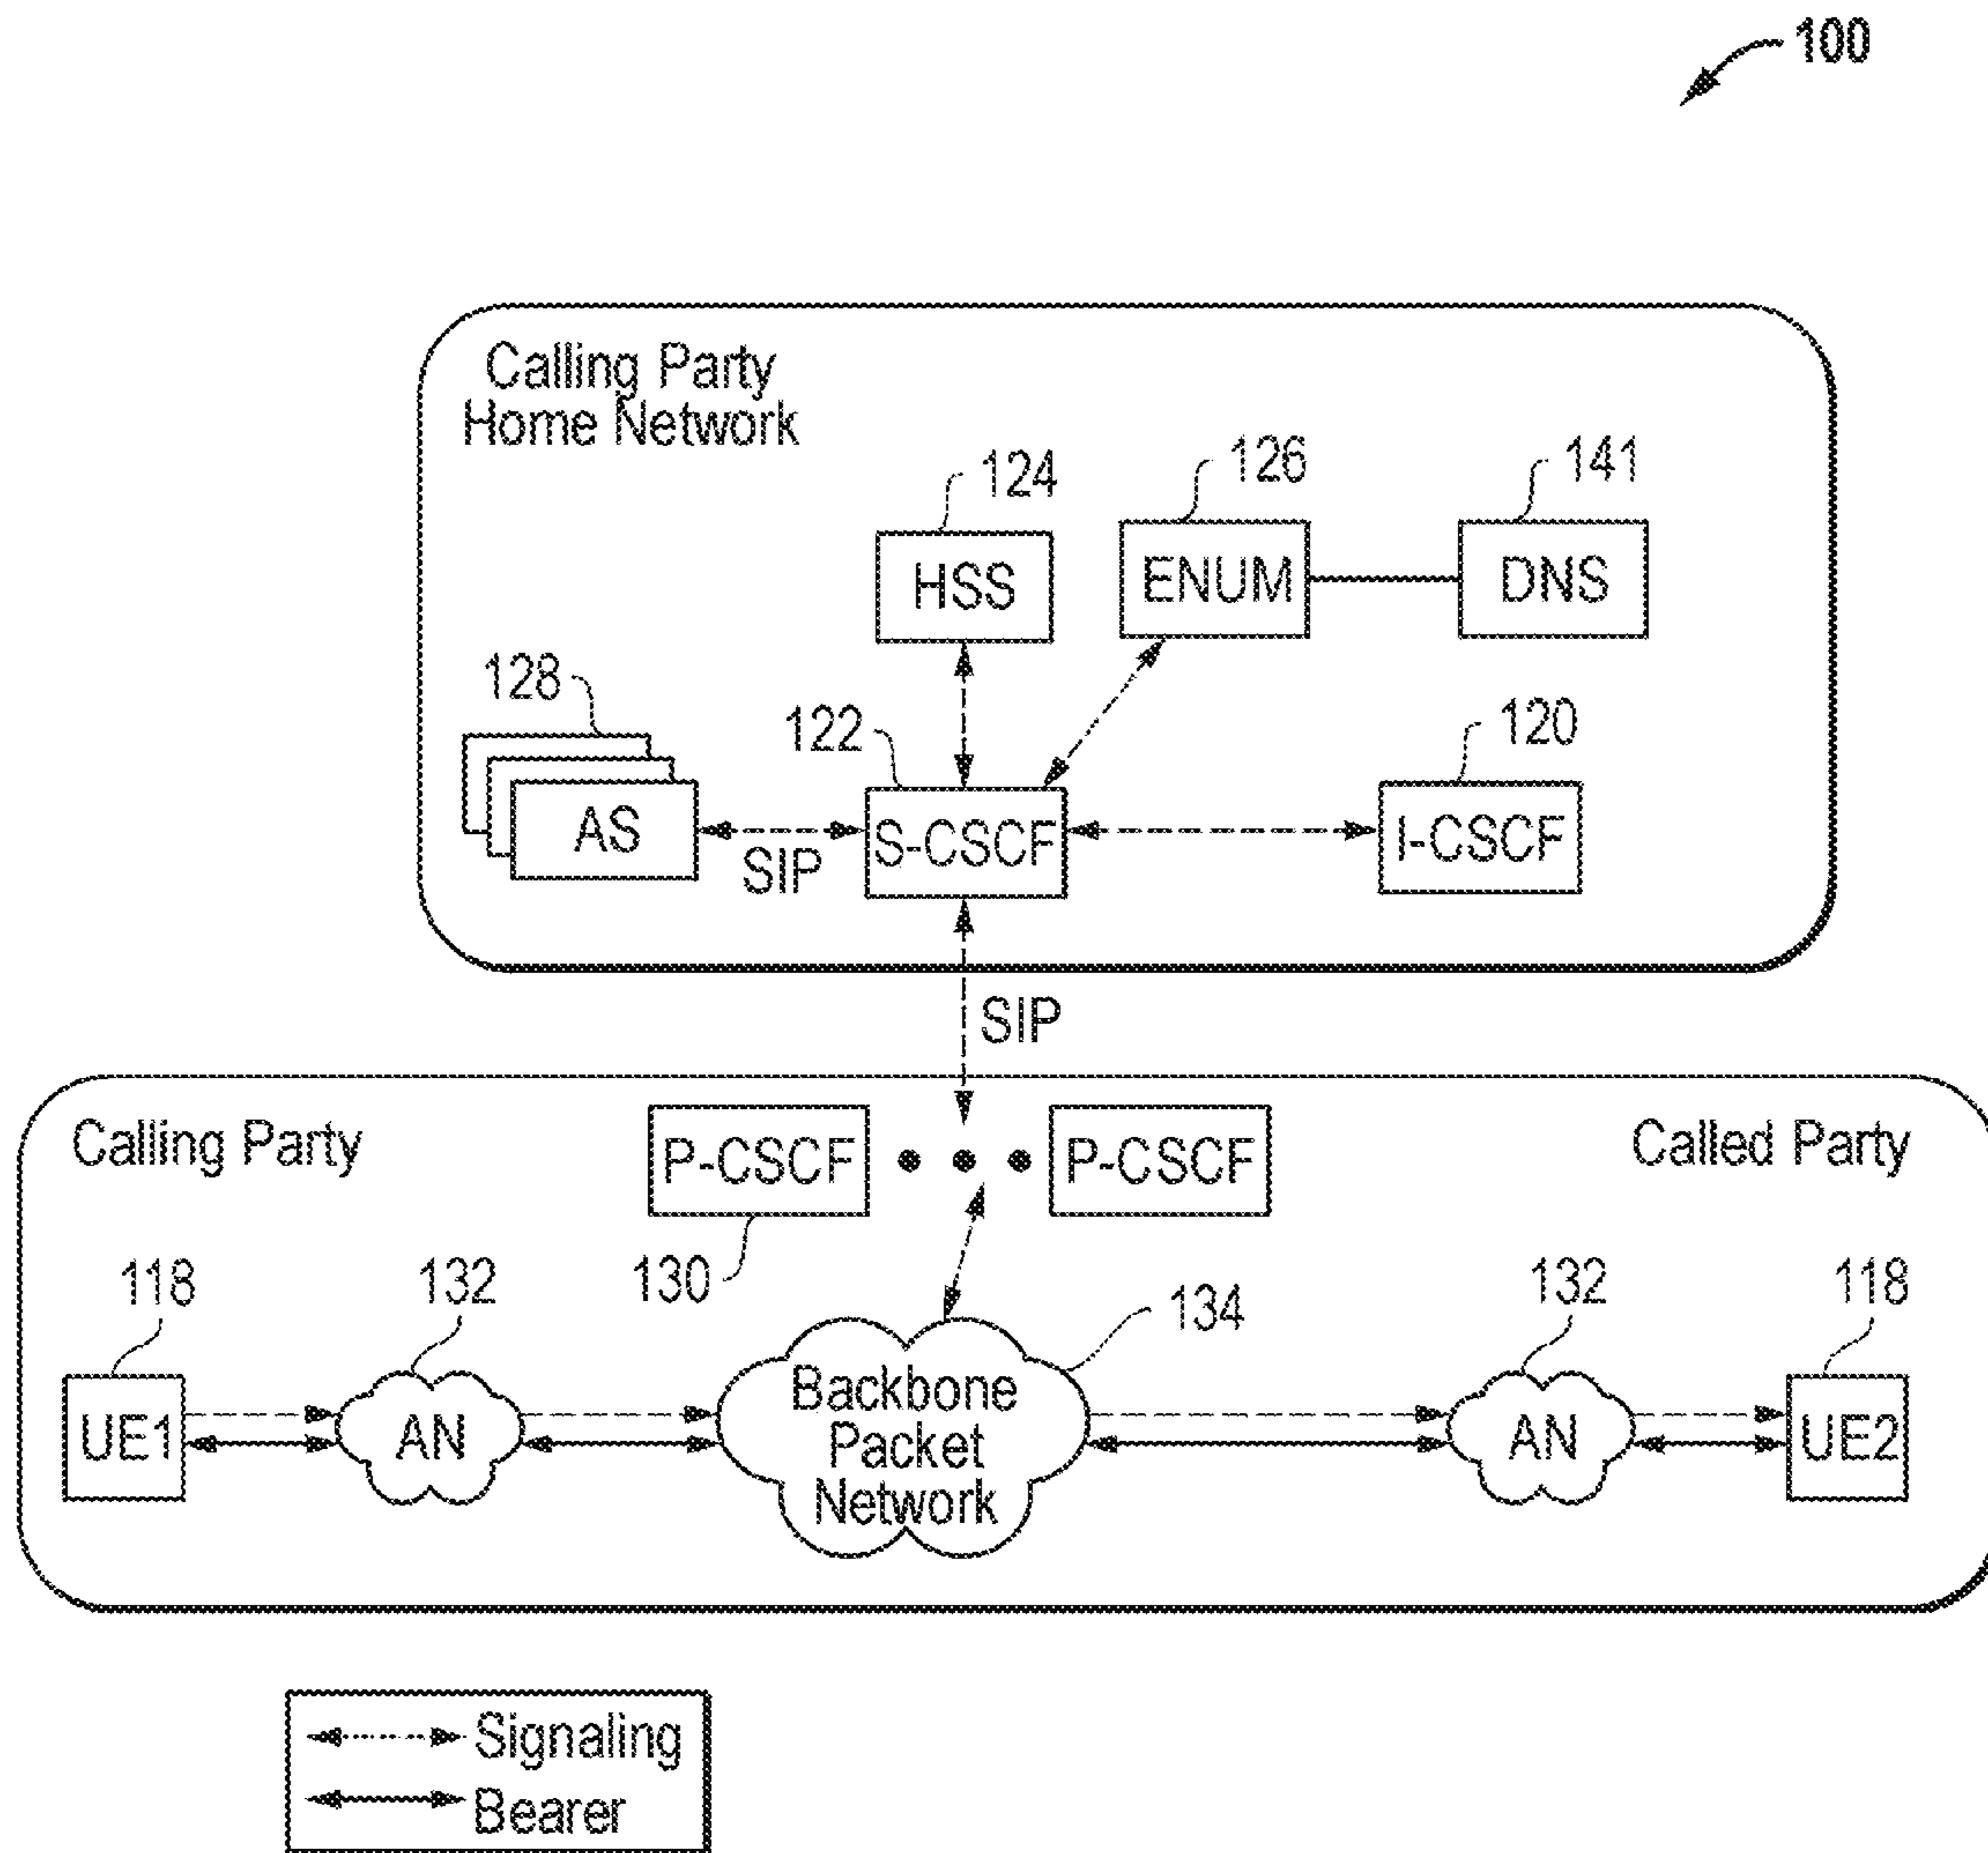 100
Calling Party
Home Network
124
126
141
HSS
ENUM
DNS
128
122
120
AS
SIP
S-CSCF
I-CSCF
SIP
Calling Party
P-CSCF
P-CSCF
Called Party
118
132
130
134
132
118
UE1
AN
Backbone
Packet
Network
AN
UE2
Signaling
Bearer